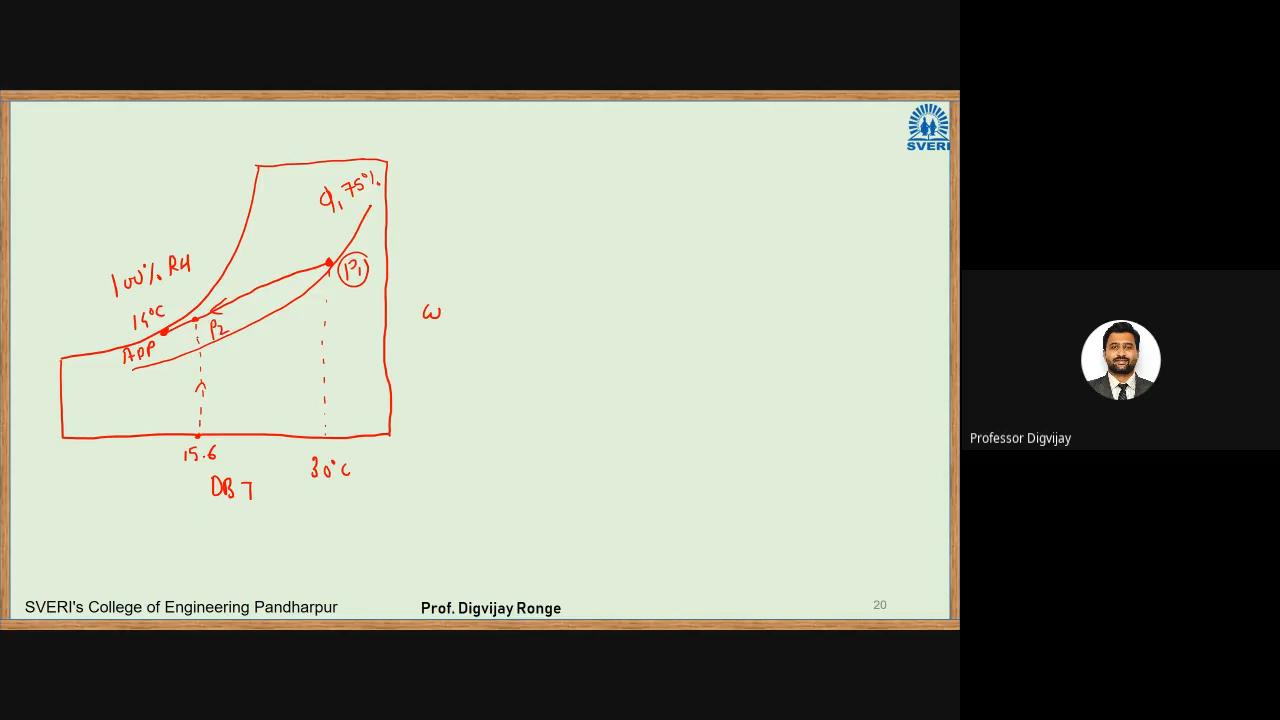 SVERI
ϕ₁ 75%
100% RH
P₁
15°C
ω
P₂
ADP
15.6
30°C
DBT
SVERI's College of Engineering Pandharpur
Prof. Digvijay Ronge
20
Professor Digvijay